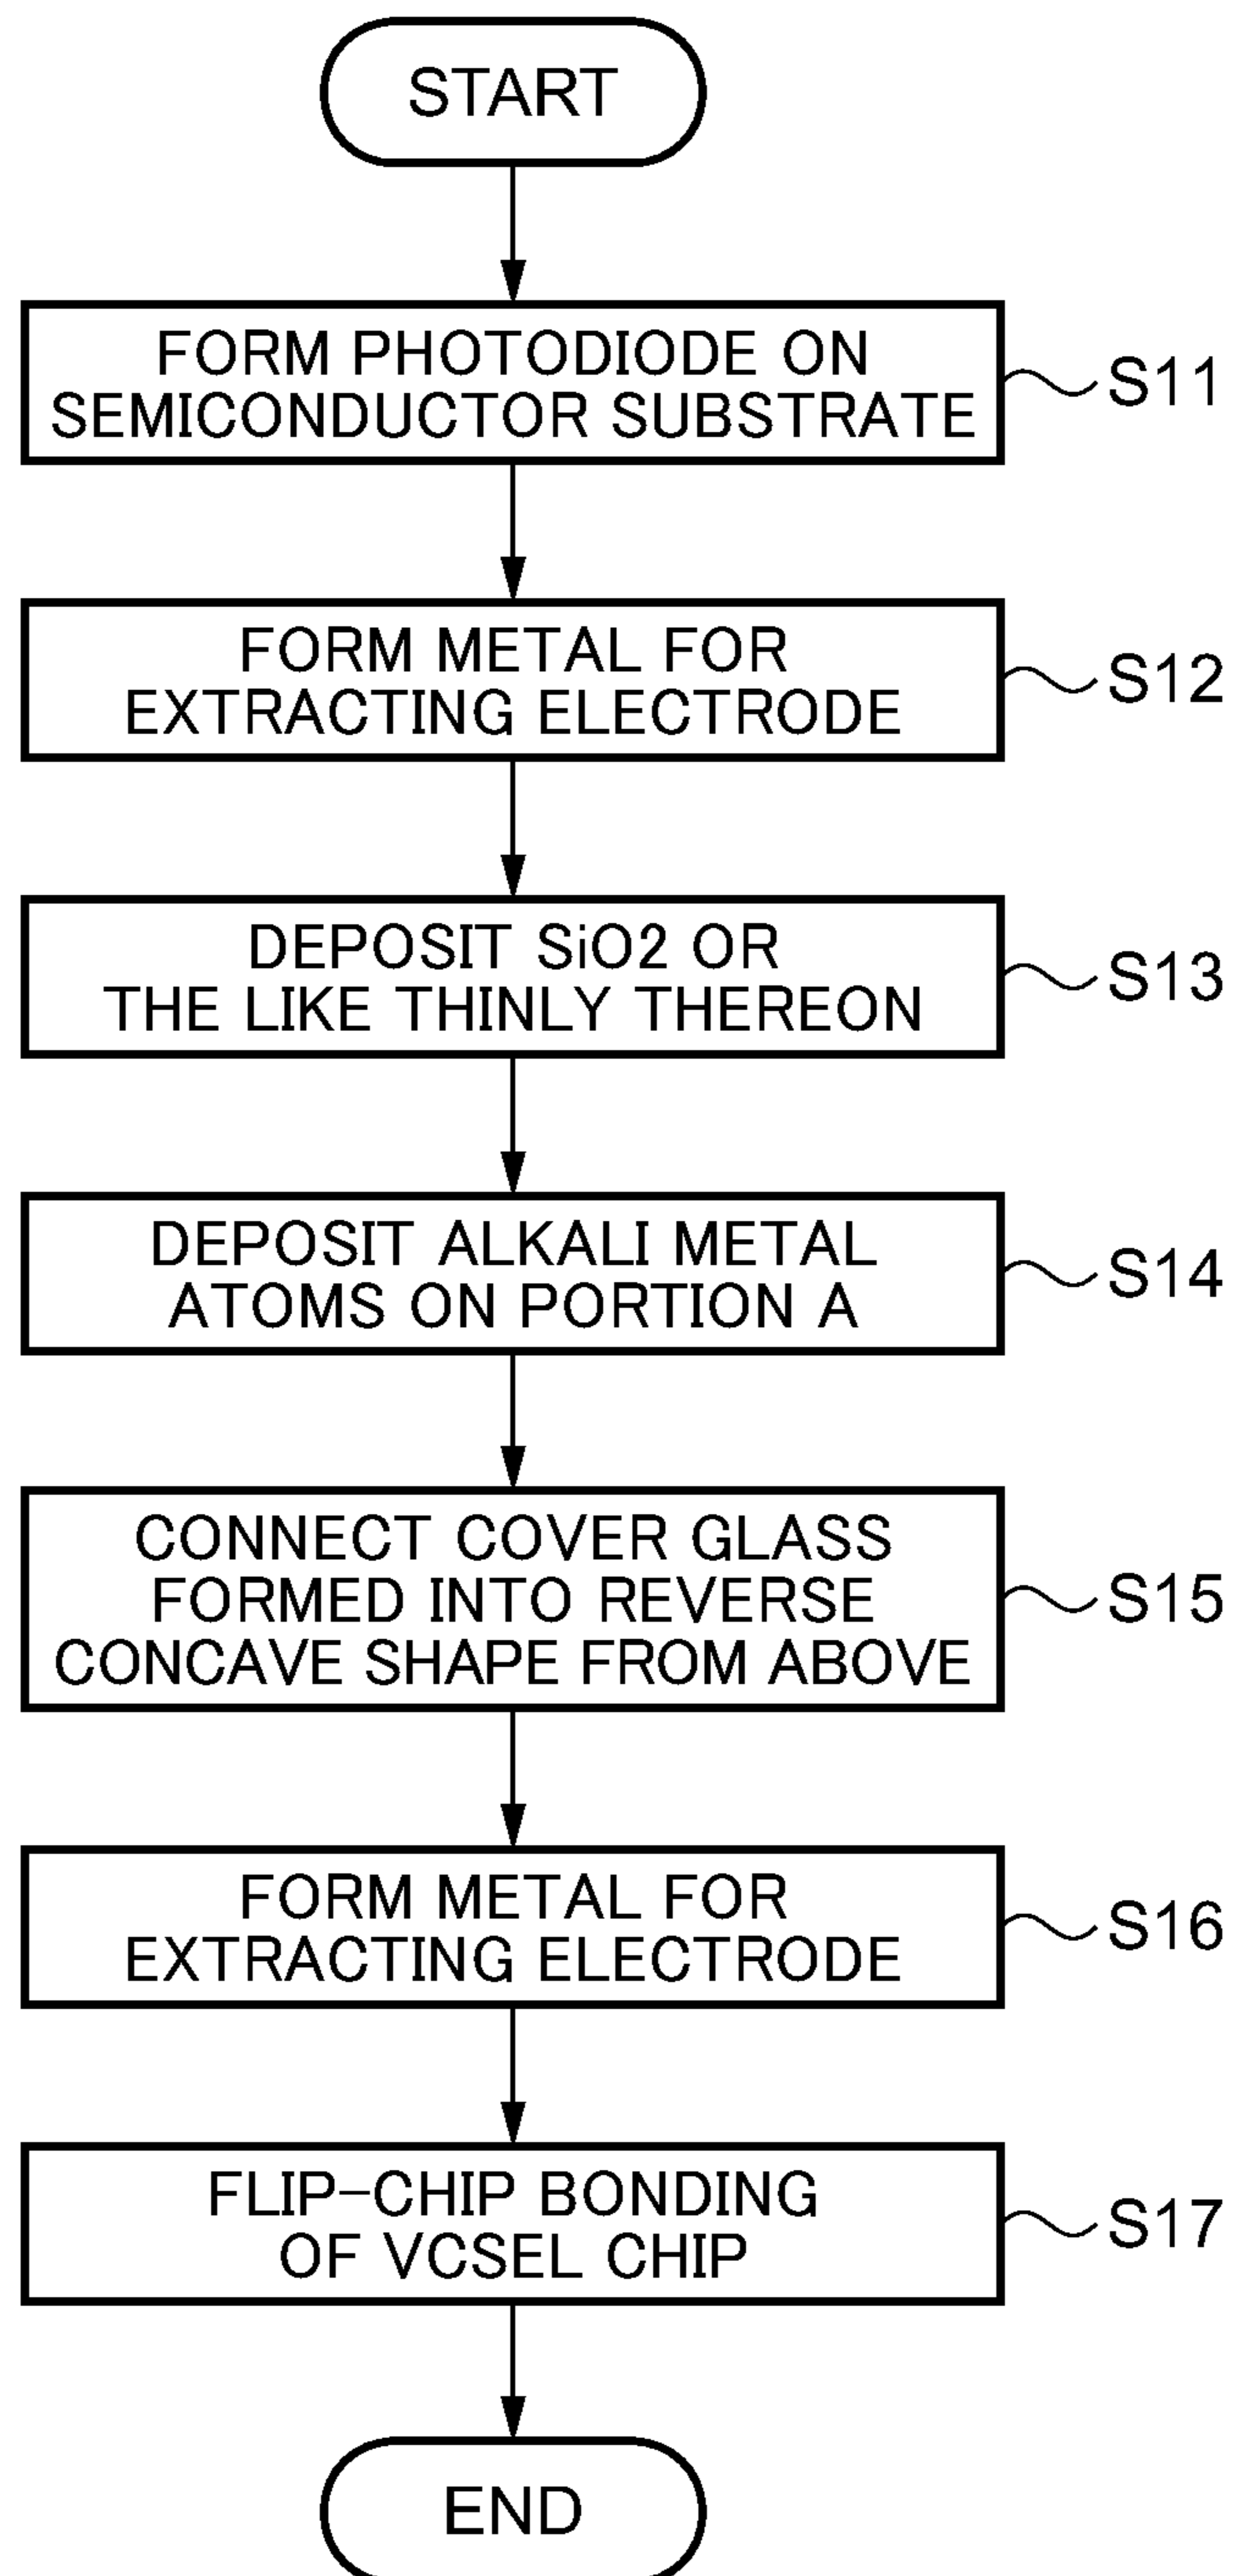 START
FORM PHOTODIODE ON
SEMICONDUCTOR SUBSTRATE
S11
FORM METAL FOR
EXTRACTING ELECTRODE
S12
DEPOSIT SiO2 OR
THE LIKE THINLY THEREON
S13
DEPOSIT ALKALI METAL
ATOMS ON PORTION A
S14
CONNECT COVER GLASS
FORMED INTO REVERSE
CONCAVE SHAPE FROM ABOVE
S15
FORM METAL FOR
EXTRACTING ELECTRODE
S16
FLIP-CHIP BONDING
OF VCSEL CHIP
S17
END